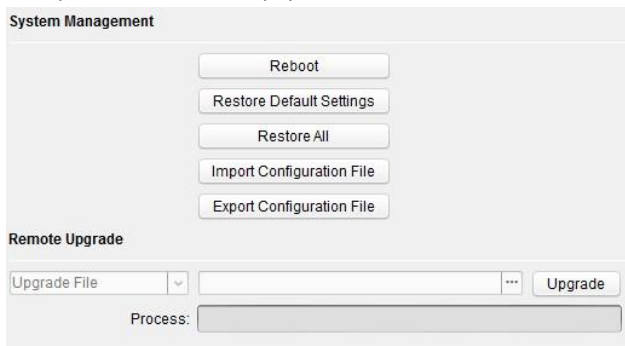 System Management
Reboot
Restore Default Settings
Restore All
Import Configuration File
Export Configuration File
Remote Upgrade
Upgrade File ... Upgrade
Process: